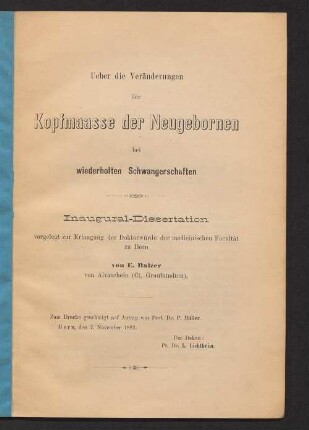 Ueber die Veränderungen
der
Kopfmaasse der Neugebornen
bei
wiederholten Schwangerschaften
Inaugural-Dissertation
vorgelegt zur Erlangung der Doktorwürde der medicinischen Facultät
zu Bern
von E. Balzer
von Alvaschein (Ct. Graubünden).
Zum Drucke genehmigt auf Antrag von Prof. Dr. P. Müller.
Bern, den 2. November
Der Dekan:
Pr. Dr. L. Lichtheim.